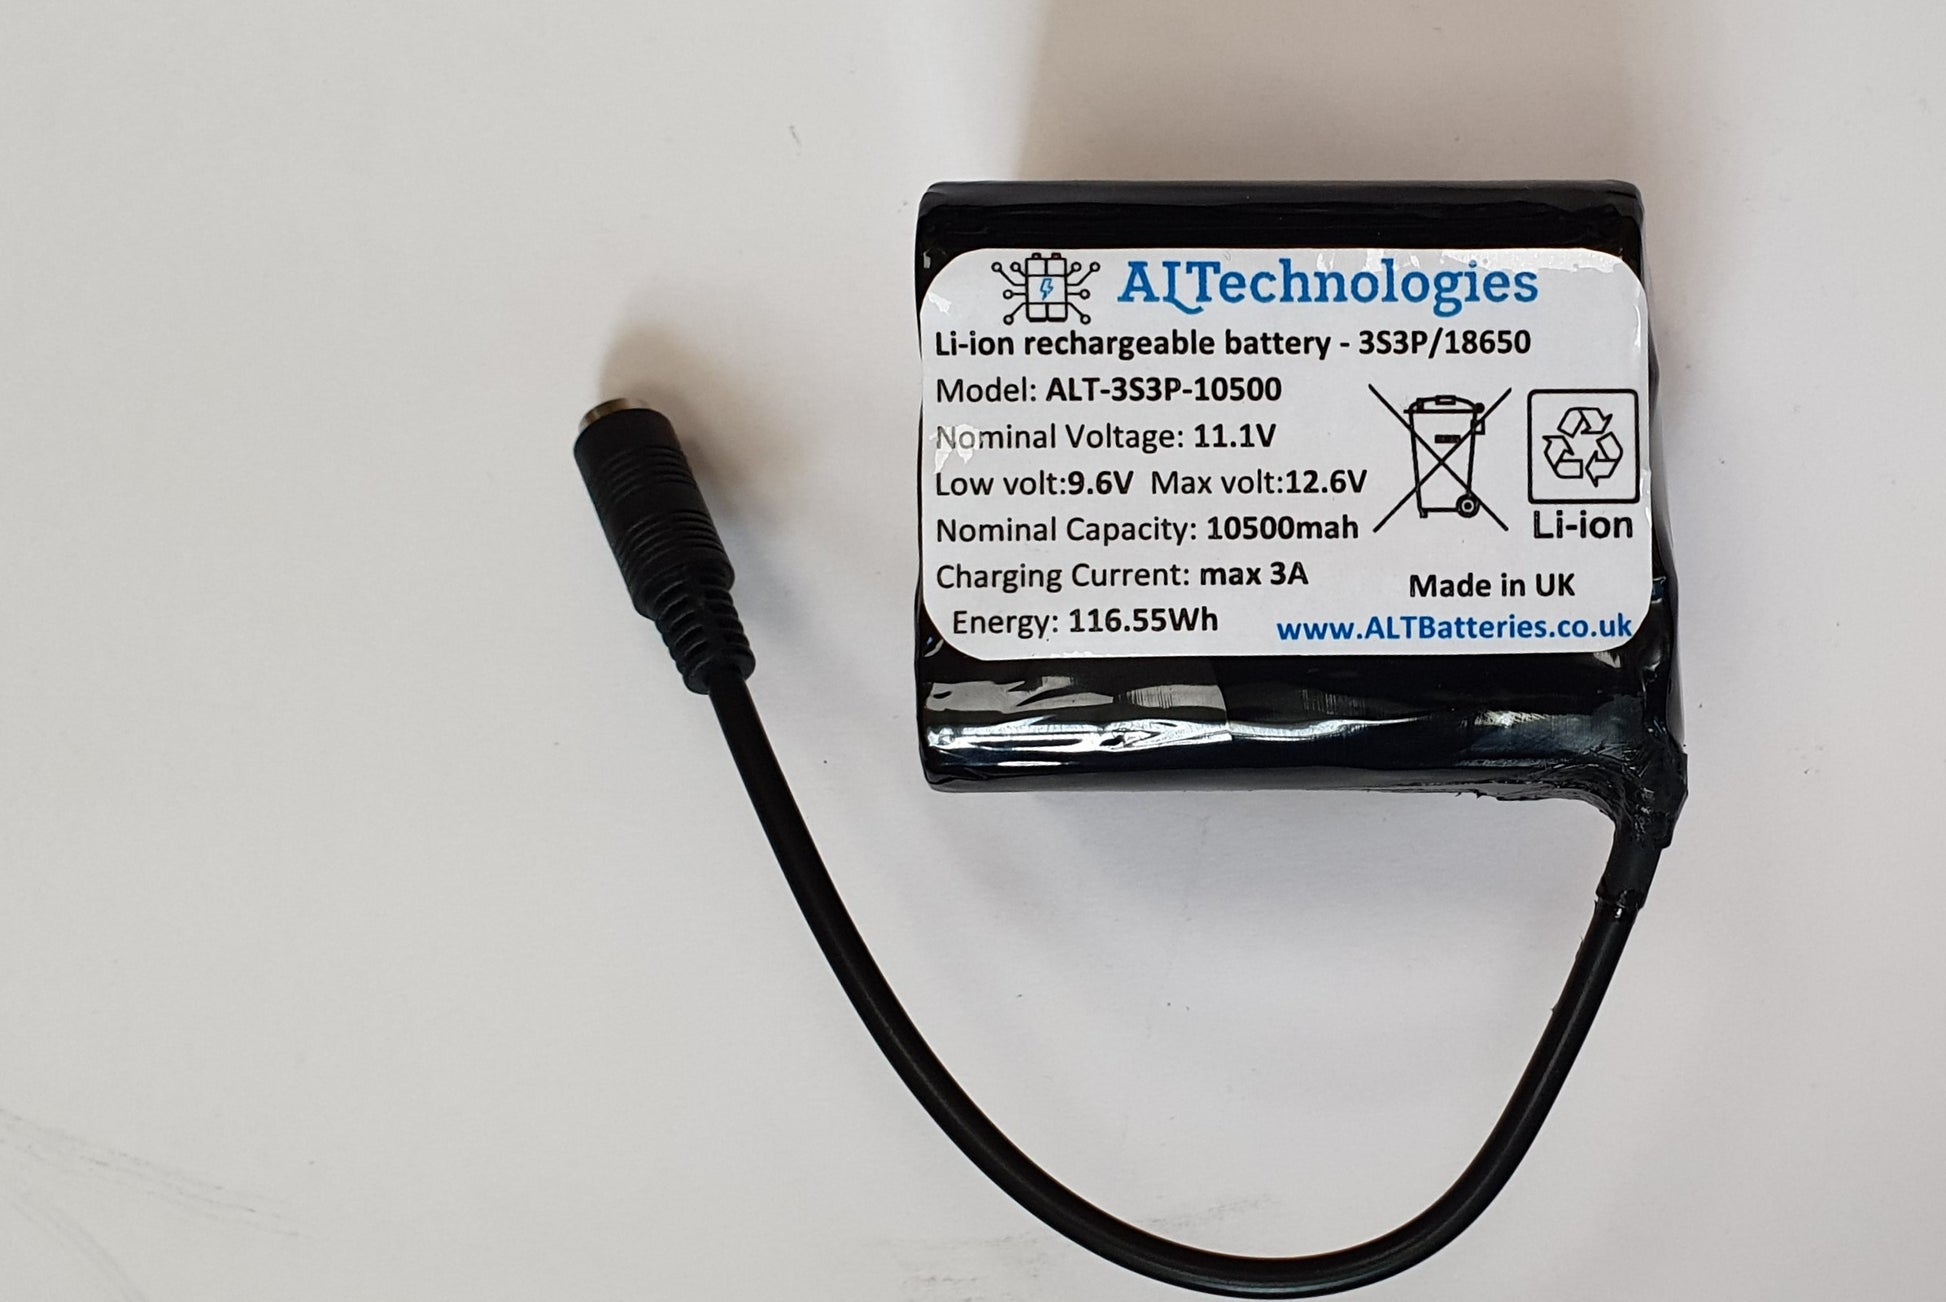 ALTechnologies
Li-ion rechargeable battery - 3S3P/18650
Model: ALT-3S3P-10500
Nominal Voltage: 11.1V
Low volt:9.6V Max volt:12.6V
Nominal Capacity: 10500mah
Li-ion
Charging Current: max 3A
Made in UK
Energy: 116.55Wh
www.ALTBatteries.co.uk